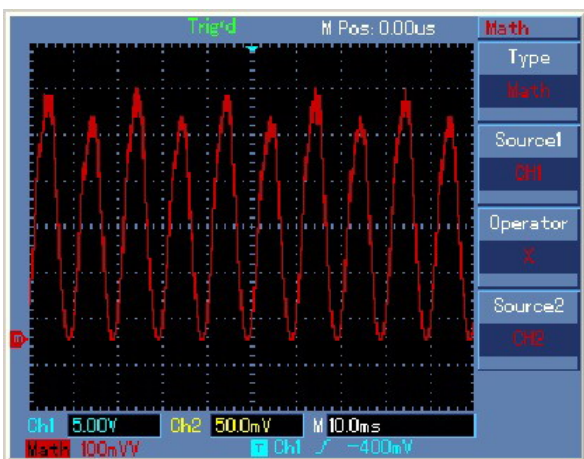 Trig'd M Pos: 0.00us Math
Type
Math
Source1
CH1
Operator
X
Source2
CH2
m
Ch1 5.00V Ch2 50.0mV M 10.0ms
Math 100mVV T Ch1 -400mV